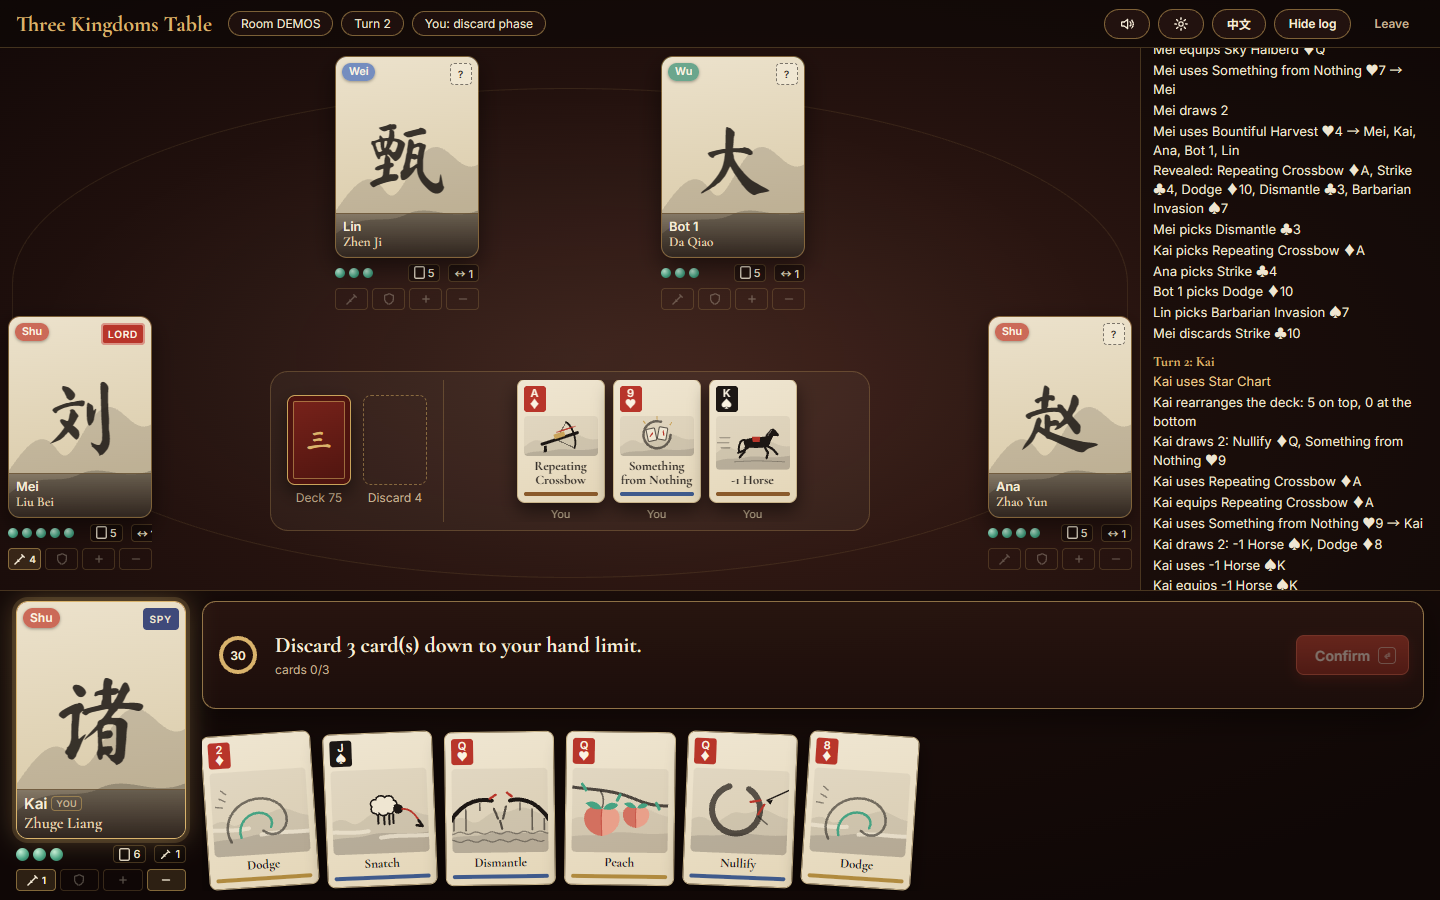 Three Kingdoms Table
Room DEMOS
Turn 2
You: discard phase
中文
Hide log
Leave
Wei
?
甄
Lin
Zhen Ji
5
↔ 1
Wu
?
大
Bot 1
Da Qiao
5
↔ 1
Shu
LORD
刘
Mei
Liu Bei
5
↔
4
Deck 75
Discard 4
三
A♦
Repeating
Crossbow
You
9♥
Something
from Nothing
You
K♠
-1 Horse
You
Shu
?
赵
Ana
Zhao Yun
5
↔ 1
Mei equips Sky Halberd ♦Q
Mei uses Something from Nothing ♥7 →
Mei
Mei draws 2
Mei uses Bountiful Harvest ♥4 → Mei, Kai,
Ana, Bot 1, Lin
Revealed: Repeating Crossbow ♦A, Strike
♣4, Dodge ♦10, Dismantle ♣3, Barbarian
Invasion ♠7
Mei picks Dismantle ♣3
Kai picks Repeating Crossbow ♦A
Ana picks Strike ♣4
Bot 1 picks Dodge ♦10
Lin picks Barbarian Invasion ♠7
Mei discards Strike ♣10
Turn 2: Kai
Kai uses Star Chart
Kai rearranges the deck: 5 on top, 0 at the
bottom
Kai draws 2: Nullify ♦Q, Something from
Nothing ♥9
Kai uses Repeating Crossbow ♦A
Kai equips Repeating Crossbow ♦A
Kai uses Something from Nothing ♥9 → Kai
Kai draws 2: -1 Horse ♠K, Dodge ♦8
Kai uses -1 Horse ♠K
Kai equips -1 Horse ♠K
Shu
SPY
诸
Kai YOU
Zhuge Liang
6
1
1
30
Discard 3 card(s) down to your hand limit.
cards 0/3
Confirm
2♦
Dodge
J♠
Snatch
Q♥
Dismantle
Q♥
Peach
Q♦
Nullify
8♦
Dodge